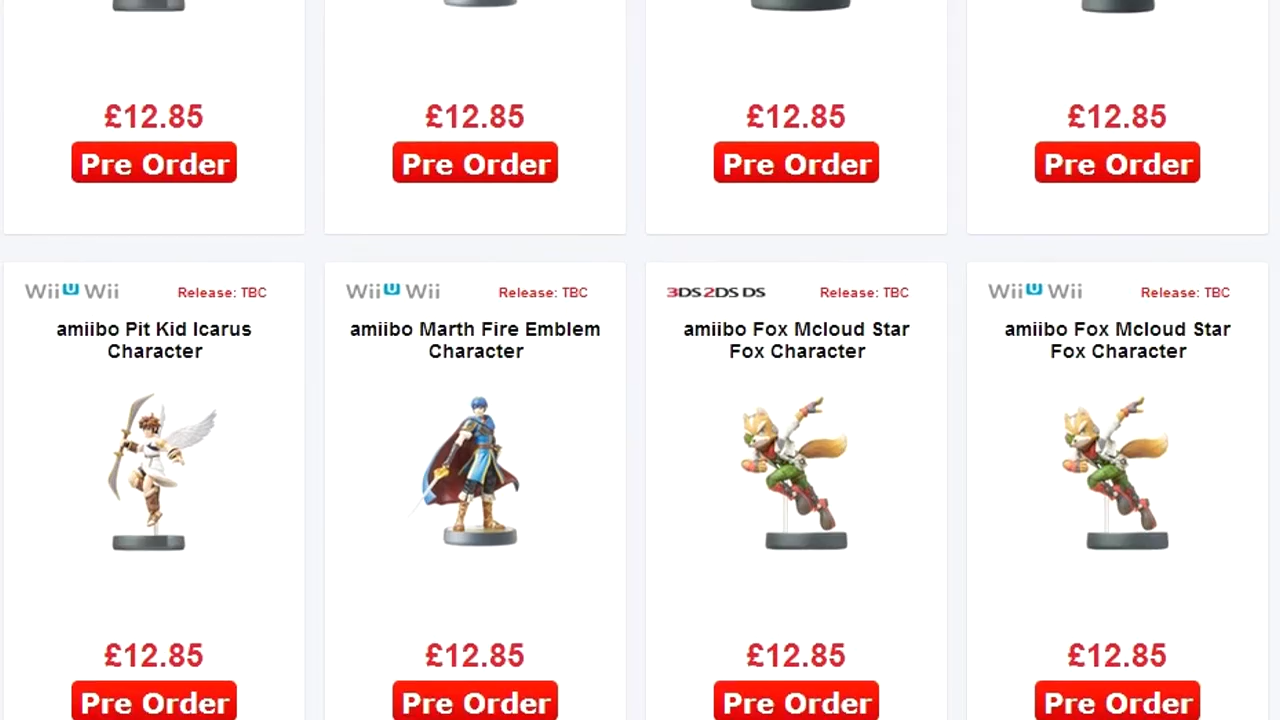 £12.85 £12.85 £12.85 £12.85
Pre Order Pre Order Pre Order Pre Order
Wii U Wii Release: TBC
amiibo Pit Kid Icarus
Character
£12.85
Pre Order
Wii U Wii Release: TBC
amiibo Marth Fire Emblem
Character
£12.85
Pre Order
3DS 2DS DS Release: TBC
amiibo Fox Mcloud Star
Fox Character
£12.85
Pre Order
Wii U Wii Release: TBC
amiibo Fox Mcloud Star
Fox Character
£12.85
Pre Order